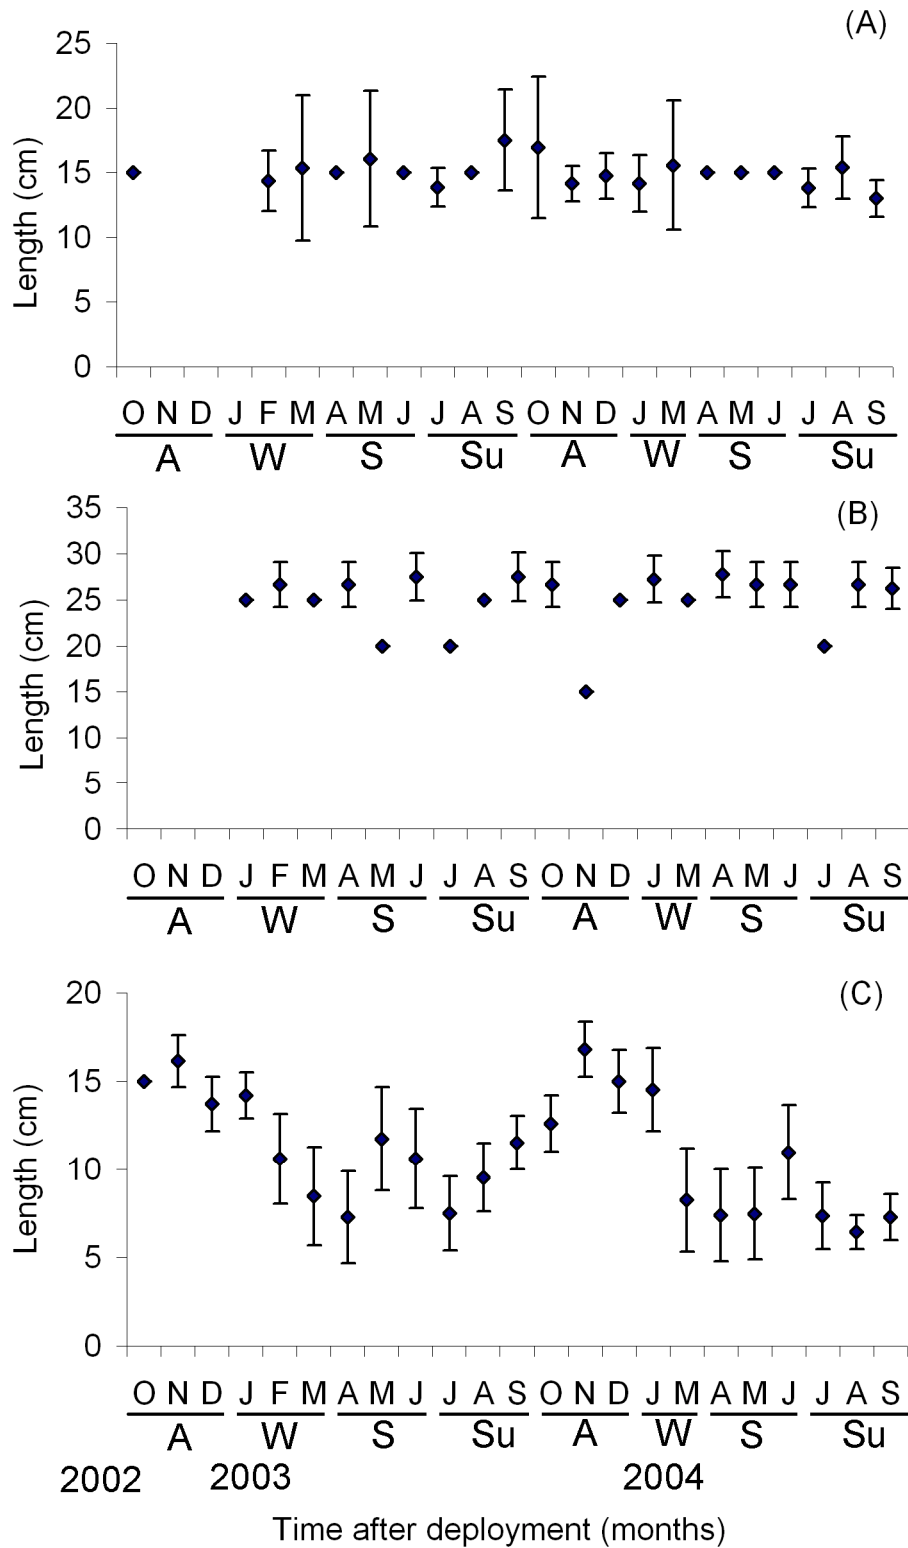 (A)
25
20
15
10
5
0
Length (cm)
O N D J F M A M J J A S O N D J M A M J J A S
A W S Su A W S Su
(B)
35
30
25
20
15
10
5
0
Length (cm)
O N D J F M A M J J A S O N D J M A M J J A S
A W S Su A W S Su
(C)
20
15
10
5
0
Length (cm)
O N D J F M A M J J A S O N D J M A M J J A S
A W S Su A W S Su
2002 2003 2004
Time after deployment (months)